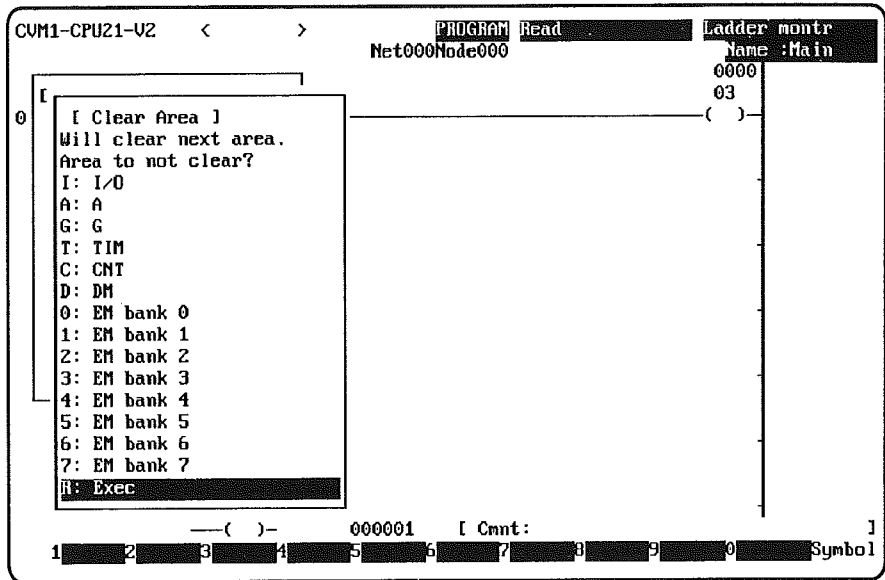 CVM1-CPU21-V2 < > PROGRAM Read Ladder montr
Net000Node000 Name :Main
0000
[ 03
0 [ Clear Area ] ( )
Will clear next area.
Area to not clear?
I: I/O
A: A
G: G
T: TIM
C: CNT
D: DM
0: EM bank 0
1: EM bank 1
2: EM bank 2
3: EM bank 3
4: EM bank 4
5: EM bank 5
6: EM bank 6
7: EM bank 7
N: Exec
—( )- 000001 [ Cmnt: ]
1 2 3 4 5 6 7 8 9 0 Symbol